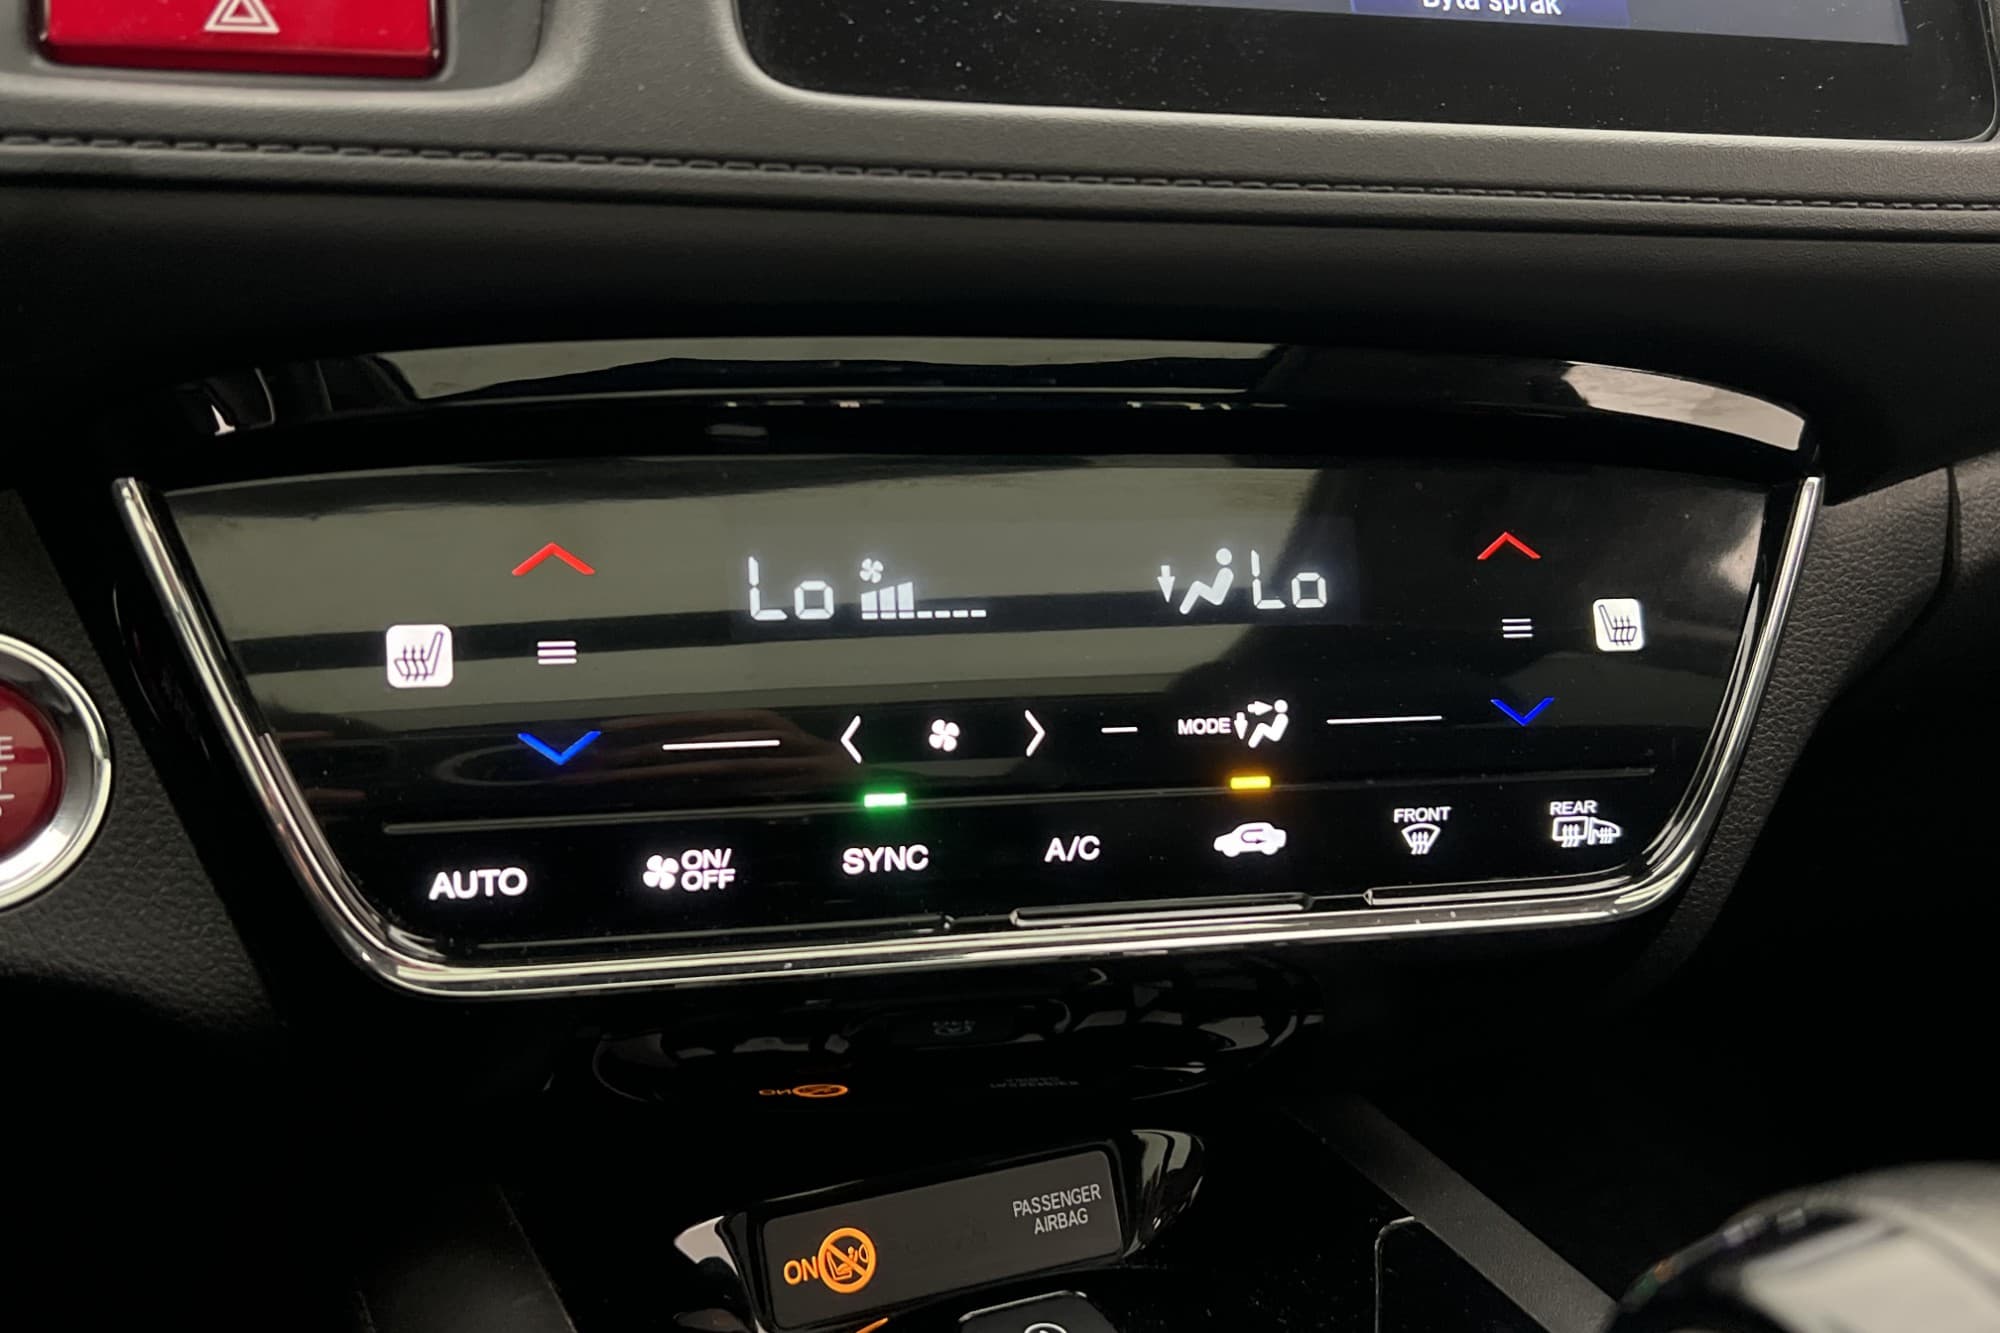 Byta språk
Lo
Lo
MODE
AUTO
ON/
OFF
SYNC
A/C
FRONT
REAR
PASSENGER
AIRBAG
ON